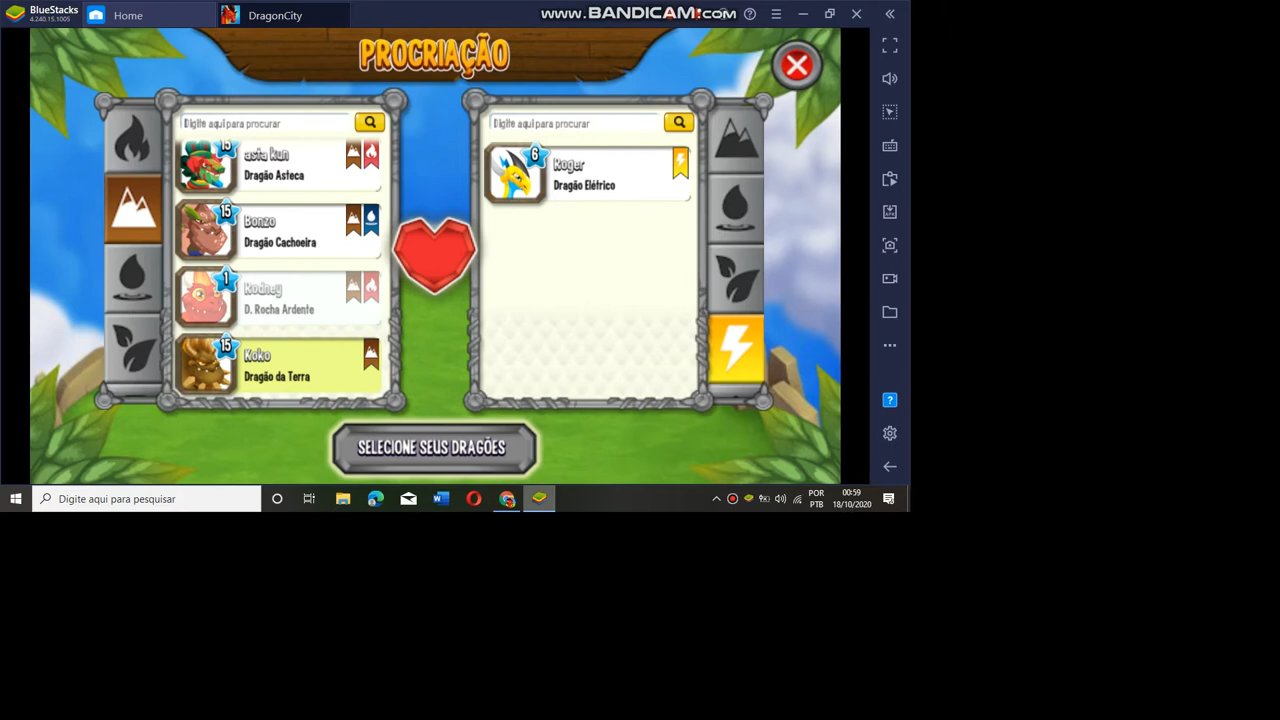 BlueStacks
4.240.15.1005
Home
DragonCity
www.BANDICAM.com
PROCRIAÇÃO
Digite aqui para procurar
15
asta kun
Dragão Asteca
15
Bonzo
Dragão Cachoeira
1
Rodney
D. Rocha Ardente
15
Koko
Dragão da Terra
Digite aqui para procurar
6
Roger
Dragão Elétrico
SELECIONE SEUS DRAGÕES
Digite aqui para pesquisar
POR
PTB
00:59
18/10/2020